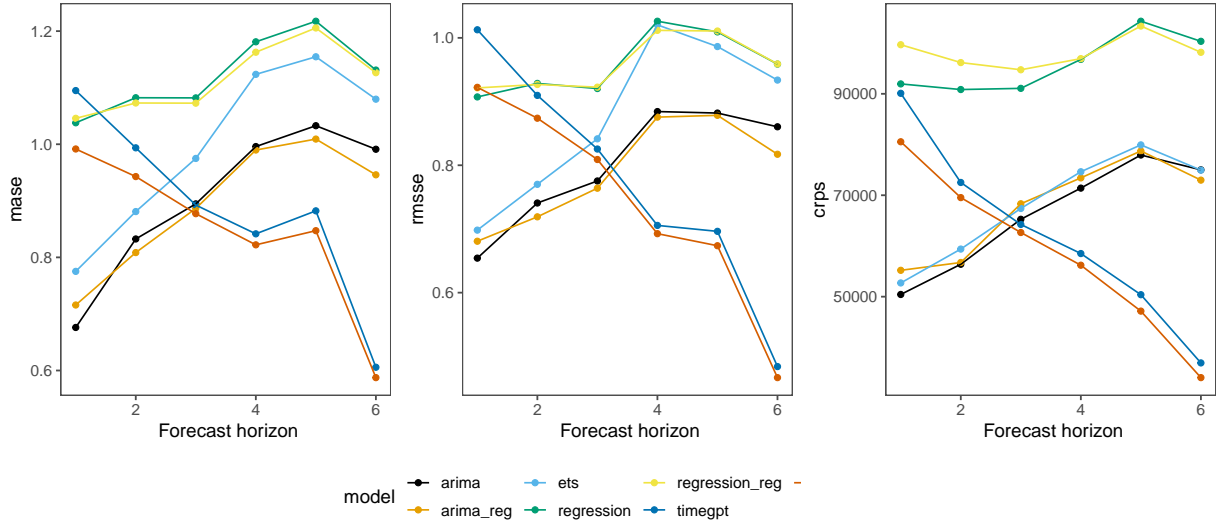 1.2
1.0
0.8
0.6
mase
2
4
6
Forecast horizon
1.0
0.8
0.6
rmsse
2
4
6
Forecast horizon
90000
70000
50000
crps
2
4
6
Forecast horizon
model
arima
ets
regression_reg
arima_reg
regression
timegpt